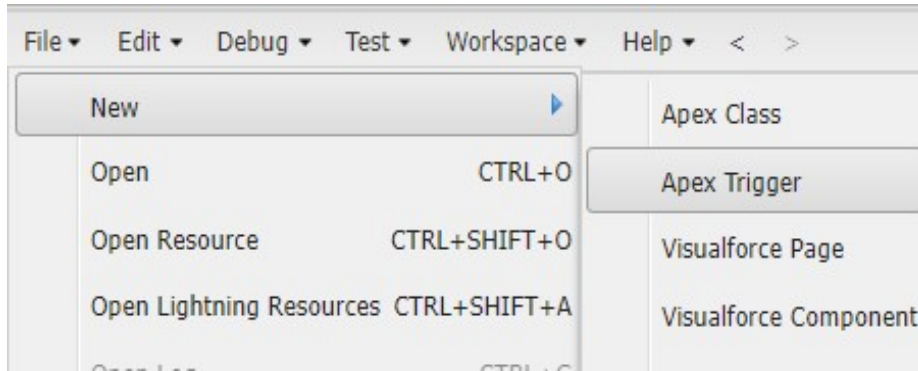 File Edit Debug Test Workspace Help < >
New
Apex Class
Open CTRL+O
Apex Trigger
Open Resource CTRL+SHIFT+O
Visualforce Page
Open Lightning Resources CTRL+SHIFT+A
Visualforce Component